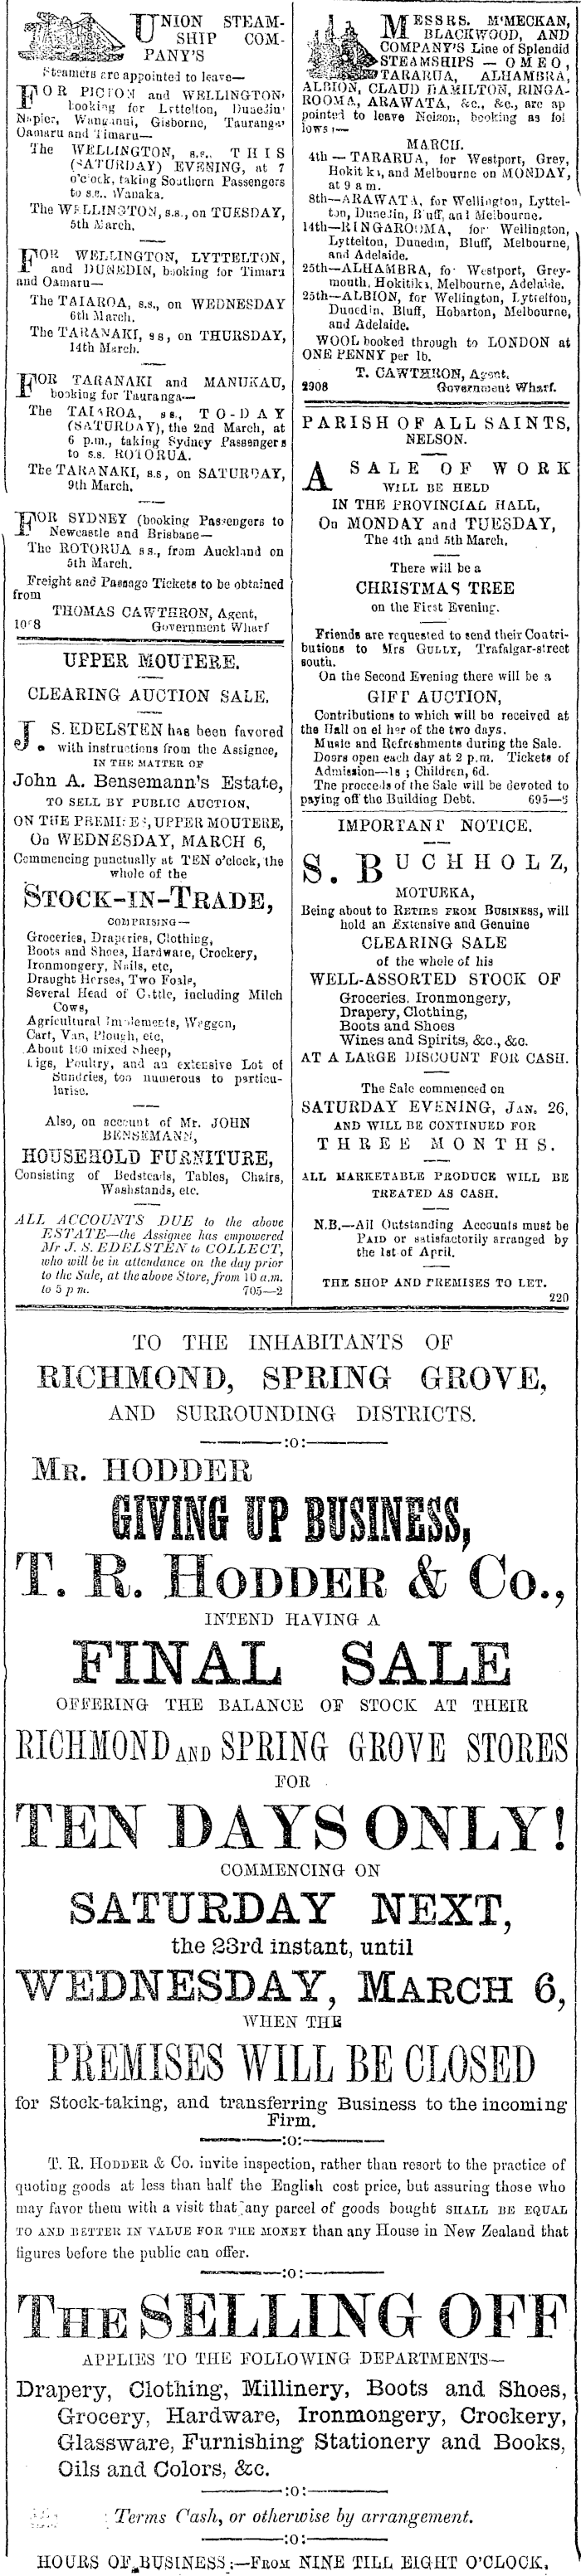 UNION STEAM-
SHIP COM-
PANY'S
Steamers are appointed to leave—
FOR PICTON and WELLINGTON,
booking for Lyttelton, Dunedin,
Napier, Wanganui, Gisborne, Tauranga,
Oamaru and Timaru—
The WELLINGTON, s.s., THIS
(SATURDAY) EVENING, at 7
o'clock, taking Southern Passengers
to s.s. Wanaka.
The WELLINGTON, s.s., on TUESDAY,
5th March.
FOR WELLINGTON, LYTTELTON,
and DUNEDIN, booking for Timaru
and Oamaru—
The TAIAROA, s.s., on WEDNESDAY
6th March.
The TARANAKI, s s, on THURSDAY,
14th March.
FOR TARANAKI and MANUKAU,
booking for Tauranga—
The TAIAROA, s s, TO-DAY
(SATURDAY), the 2nd March, at
6 p.m., taking Sydney Passengers
to s.s. ROTORUA.
The TARANAKI, s.s, on SATURDAY,
9th March.
FOR SYDNEY (booking Passengers to
Newcastle and Brisbane—
The ROTORUA s s., from Auckland on
5th March.
Freight and Passage Tickets to be obtained
from
THOMAS CAWTHRON, Agent,
Government Wharf
UPPER MOUTERE.
CLEARING AUCTION SALE.
J. S. EDELSTEN has been favored
with instructions from the Assignee,
IN THE MATTER OF
John A. Bensemann's Estate,
TO SELL BY PUBLIC AUCTION,
ON THE PREMISES, UPPER MOUTERE,
On WEDNESDAY, MARCH 6,
Commencing punctually at TEN o'clock, the
whole of the
STOCK-IN-TRADE,
COMPRISING—
Groceries, Draperies, Clothing,
Boots and Shoes, Hardware, Crockery,
Ironmongery, Nails, etc,
Draught Horses, Two Foals,
Several Head of Cattle, including Milch
Cows,
Agricultural Implements, Waggon,
Cart, Van, Plough, etc,
About 100 mixed Sheep,
Pigs, Poultry, and an extensive Lot of
Sundries, too numerous to particu-
larise.
Also, on account of Mr. JOHN
BENSEMANN,
HOUSEHOLD FURNITURE,
Consisting of Bedsteads, Tables, Chairs,
Washstands, etc.
ALL ACCOUNTS DUE to the above
ESTATE—the Assignee has empowered
Mr J. S. EDELSTEN to COLLECT,
who will be in attendance on the day prior
to the Sale, at the above Store, from 10 a.m.
to 5 p m. 705—2
MESSRS. M'MECKAN,
BLACKWOOD, AND
COMPANY'S Line of Splendid
STEAMSHIPS — OMEO,
TARARUA, ALHAMBRA,
ALBION, CLAUD HAMILTON, RINGA-
ROOMA, ARAWATA, &c., &c., are ap
pointed to leave Nelson, booking as fol
lows :—
MARCH.
4th — TARARUA, for Westport, Grey,
Hokitika, and Melbourne on MONDAY,
at 9 a m.
8th—ARAWATA, for Wellington, Lyttel-
ton, Dunedin, Bluff, and Melbourne.
14th—RINGAROOMA, for Wellington,
Lyttelton, Dunedin, Bluff, Melbourne,
and Adelaide.
25th—ALHAMBRA, fo Westport, Grey-
mouth, Hokitika, Melbourne, Adelaide.
25th—ALBION, for Wellington, Lyttelton,
Dunedin, Bluff, Hobarton, Melbourne,
and Adelaide.
WOOL booked through to LONDON at
ONE PENNY per lb.
T. CAWTHRON, Agent.
2908 Government Wharf.
PARISH OF ALL SAINTS,
NELSON.
A SALE OF WORK
WILL BE HELD
IN THE PROVINCIAL HALL,
On MONDAY and TUESDAY,
The 4th and 5th March.
There will be a
CHRISTMAS TREE
on the First Evening.
Friends are requested to send their Contri-
butions to Mrs GULLY, Trafalgar-street
south.
On the Second Evening there will be a
GIFT AUCTION,
Contributions to which will be received at
the Hall on either of the two days.
Music and Refreshments during the Sale.
Doors open each day at 2 p.m. Tickets of
Admission—1s ; Children, 6d.
The proceeds of the Sale will be devoted to
paying off the Building Debt.
IMPORTANT NOTICE.
S. BUCHHOLZ,
MOTUEKA,
Being about to RETIRE FROM BUSINESS, will
hold an Extensive and Genuine
CLEARING SALE
of the whole of his
WELL-ASSORTED STOCK OF
Groceries, Ironmongery,
Drapery, Clothing,
Boots and Shoes
Wines and Spirits, &c., &c.
AT A LARGE DISCOUNT FOR CASH.
The Sale commenced on
SATURDAY EVENING, JAN. 26,
AND WILL BE CONTINUED FOR
THREE MONTHS.
ALL MARKETABLE PRODUCE WILL BE
TREATED AS CASH.
N.B.—All Outstanding Accounts must be
PAID or satisfactorily arranged by
the 1st of April.
THE SHOP AND PREMISES TO LET.
220
TO THE INHABITANTS OF
RICHMOND, SPRING GROVE,
AND SURROUNDING DISTRICTS.
:o:
MR. HODDER
GIVING UP BUSINESS,
T. R. HODDER & Co.,
INTEND HAVING A
FINAL SALE
OFFERING THE BALANCE OF STOCK AT THEIR
RICHMOND AND SPRING GROVE STORES
FOR
TEN DAYS ONLY!
COMMENCING ON
SATURDAY NEXT,
the 23rd instant, until
WEDNESDAY, MARCH 6,
WHEN THE
PREMISES WILL BE CLOSED
for Stock-taking, and transferring Business to the incoming
Firm.
:o:
T. R. HODDER & Co. invite inspection, rather than resort to the practice of
quoting goods at less than half the English cost price, but assuring those who
may favor them with a visit that any parcel of goods bought SHALL BE EQUAL
TO AND BETTER IN VALUE FOR THE MONEY than any House in New Zealand that
figures before the public can offer.
:o:
THE SELLING OFF
APPLIES TO THE FOLLOWING DEPARTMENTS—
Drapery, Clothing, Millinery, Boots and Shoes,
Grocery, Hardware, Ironmongery, Crockery,
Glassware, Furnishing Stationery and Books,
Oils and Colors, &c.
:o:
Terms Cash, or otherwise by arrangement.
:o:
HOURS OF BUSINESS:—FROM NINE TILL EIGHT O'CLOCK.